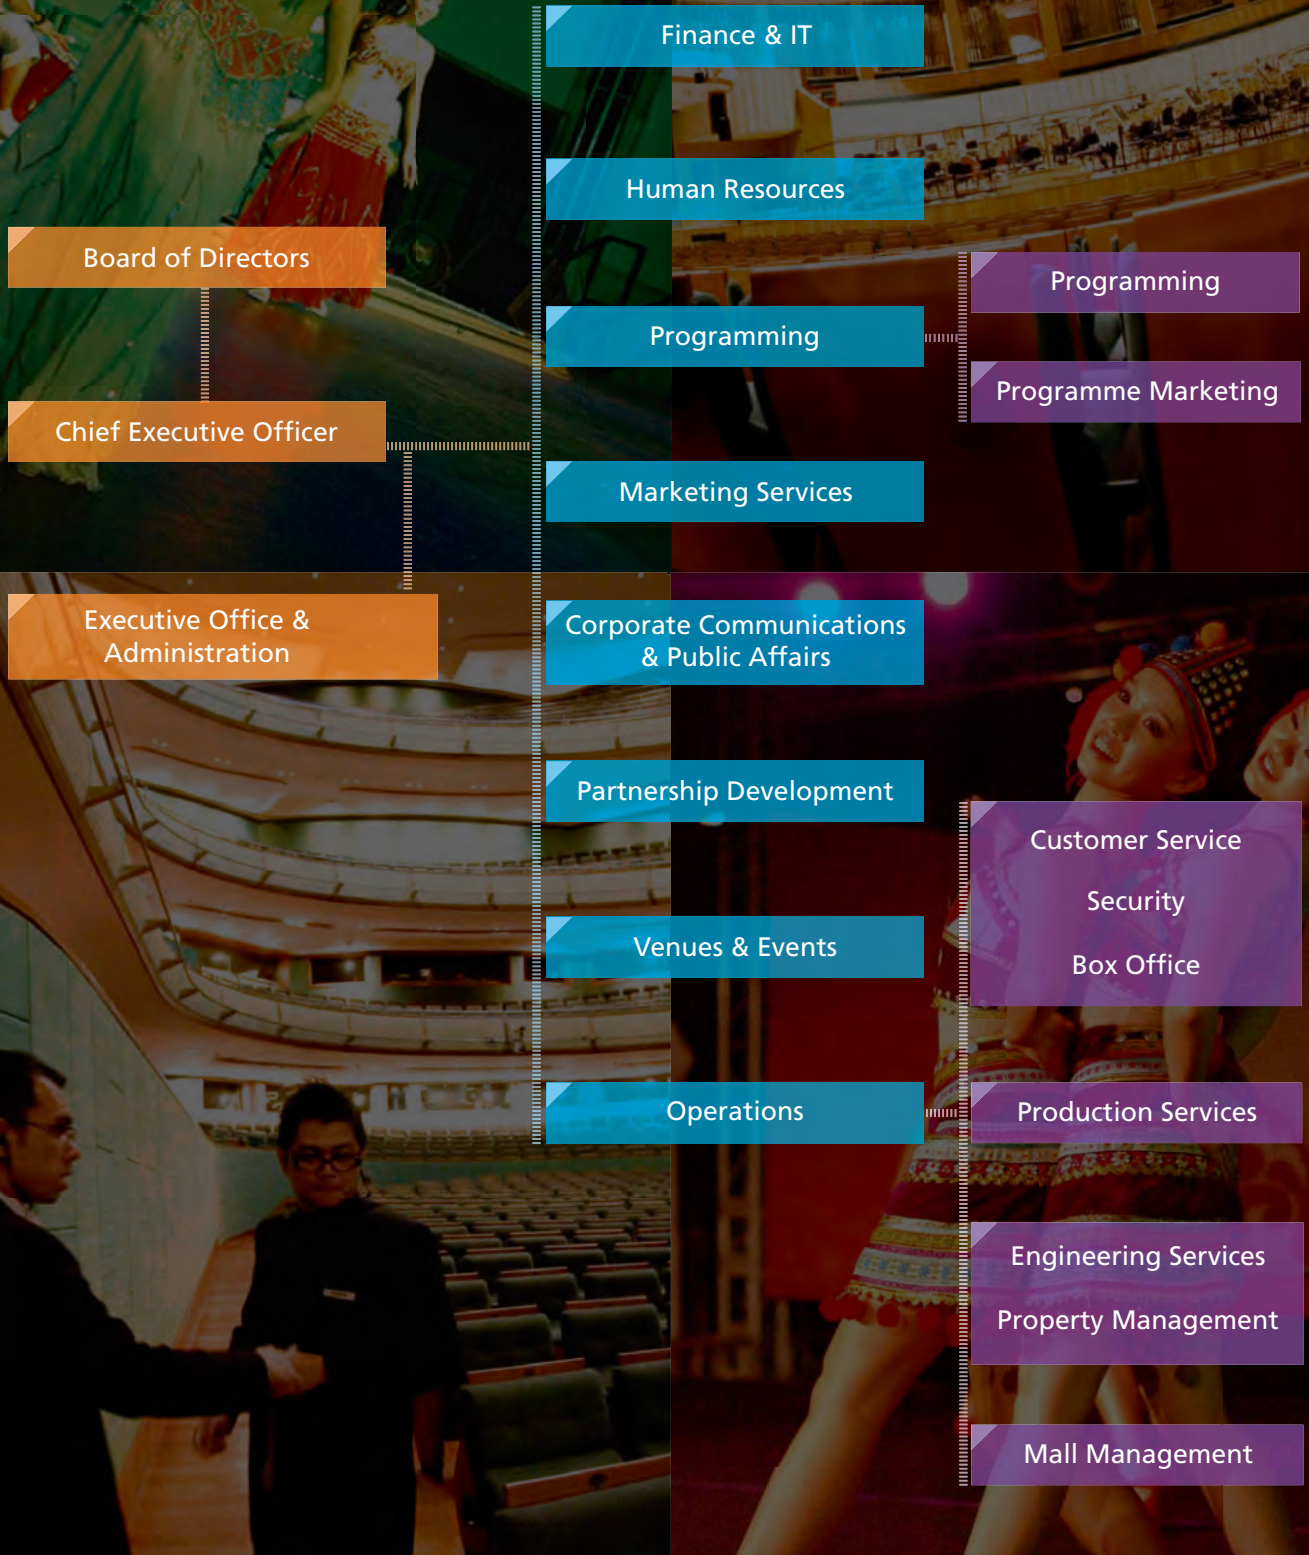 Board of Directors
Chief Executive Officer
Executive Office &
Administration
Finance & IT
Human Resources
Programming
Marketing Services
Corporate Communications
& Public Affairs
Partnership Development
Venues & Events
Operations
Programming
Programme Marketing
Customer Service
Security
Box Office
Production Services
Engineering Services
Property Management
Mall Management